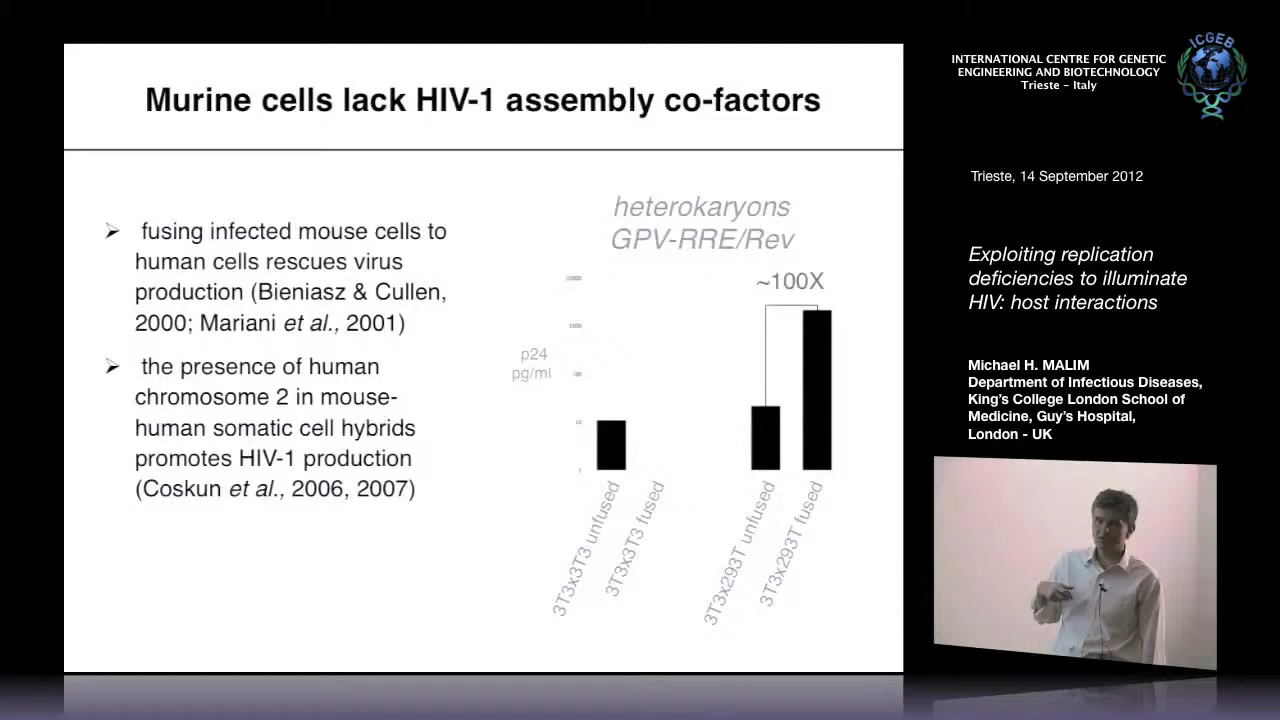 Murine cells lack HIV-1 assembly co-factors
➢ fusing infected mouse cells to
human cells rescues virus
production (Bieniasz & Cullen,
2000; Mariani et al., 2001)
➢ the presence of human
chromosome 2 in mouse-
human somatic cell hybrids
promotes HIV-1 production
(Coskun et al., 2006, 2007)
heterokaryons
GPV-RRE/Rev
~100X
10000
1000
100
10
1
p24
pg/ml
3T3x3T3 unfused
3T3x3T3 fused
3T3x293T unfused
3T3x293T fused
INTERNATIONAL CENTRE FOR GENETIC
ENGINEERING AND BIOTECHNOLOGY
Trieste - Italy
ICGEB
Trieste, 14 September 2012
Exploiting replication
deficiencies to illuminate
HIV: host interactions
Michael H. MALIM
Department of Infectious Diseases,
King's College London School of
Medicine, Guy's Hospital,
London - UK